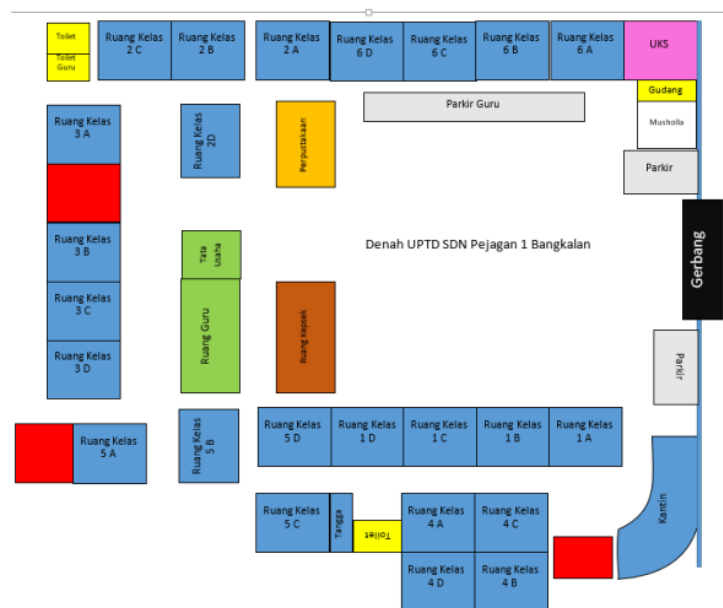 Toilet
Toilet
Guru
Ruang Kelas
2 C
Ruang Kelas
2 B
Ruang Kelas
2 A
Ruang Kelas
6 D
Ruang Kelas
6 C
Ruang Kelas
6 B
Ruang Kelas
6 A
UKS
Gudang
Musholla
Parkir Guru
Parkir
Ruang Kelas
3 A
Ruang Kelas
2D
Perpustakaan
Denah UPTD SDN Pejagan 1 Bangkalan
Gerbang
Ruang Kelas
3 B
Ruang Kelas
3 C
Ruang Kelas
3 D
Tata
Usaha
Ruang Guru
Ruang Kepsek
Parkir
Ruang Kelas
5 A
Ruang Kelas
5 B
Ruang Kelas
5 D
Ruang Kelas
1 D
Ruang Kelas
1 C
Ruang Kelas
1 B
Ruang Kelas
1 A
Kantin
Ruang Kelas
5 C
Tangga
Toilet
Ruang Kelas
4 A
Ruang Kelas
4 C
Ruang Kelas
4 D
Ruang Kelas
4 B